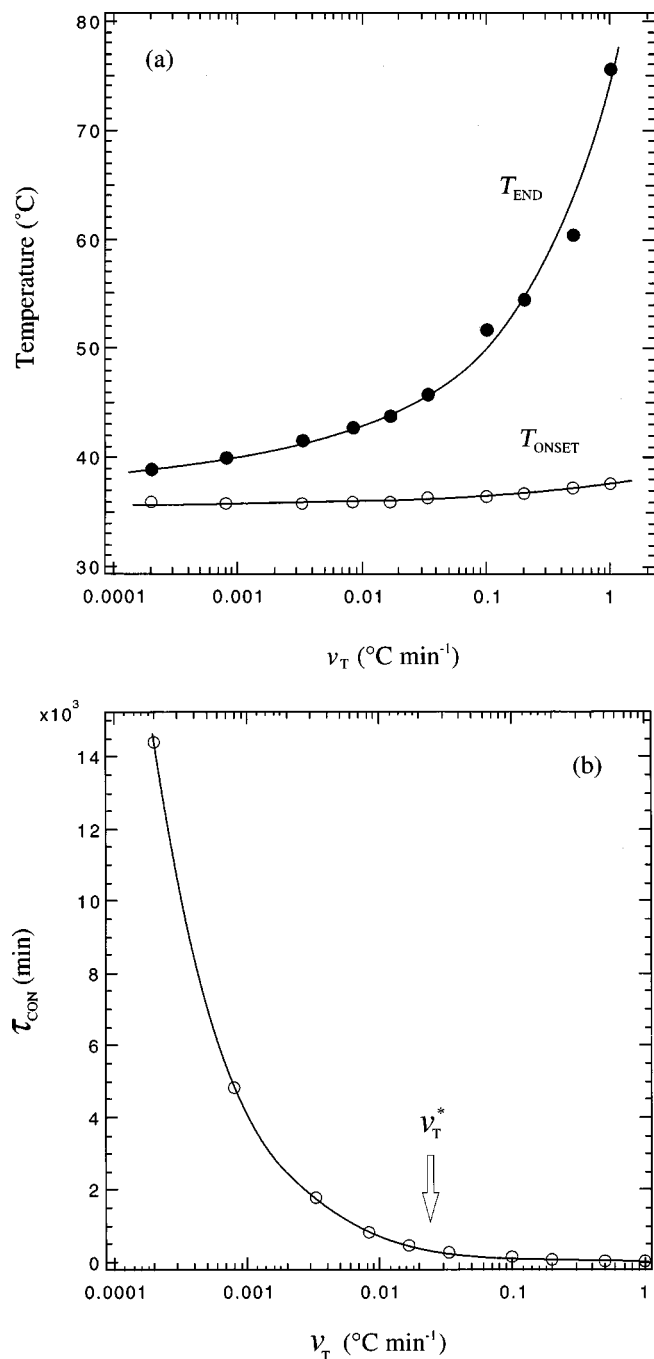 80
(a)
70
T_END
60
Temperature (°C)
50
T_ONSET
40
30
0.0001 0.001 0.01 0.1 1
v_T (°C min⁻¹)
x10³
14
(b)
12
10
8
τ_CON (min)
6
4
v_T*
2
0
0.0001 0.001 0.01 0.1 1
v_T (°C min⁻¹)